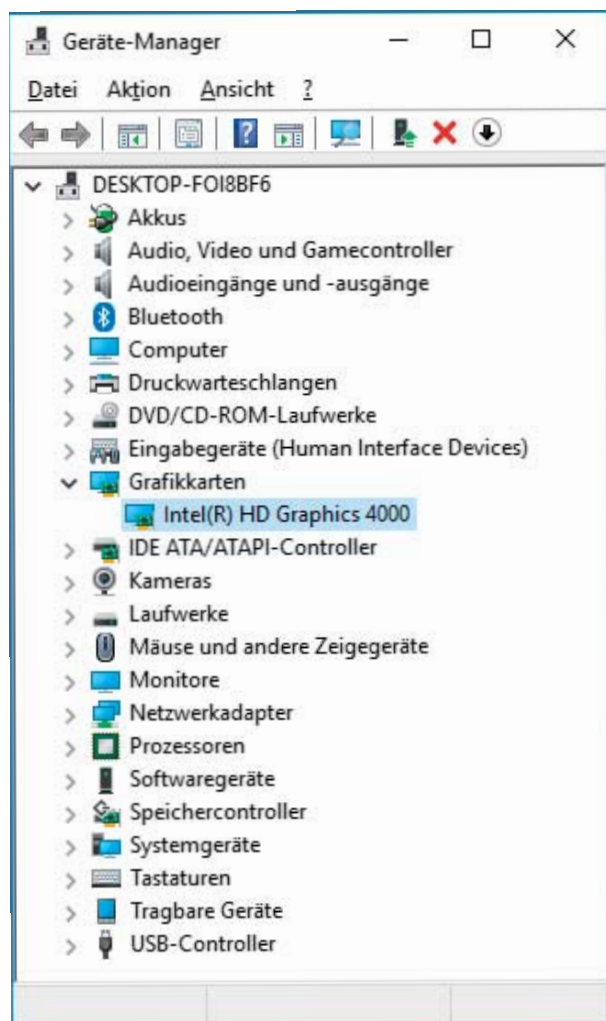 Geräte-Manager
Datei Aktion Ansicht ?
DESKTOP-FOI8BF6
Akkus
Audio, Video und Gamecontroller
Audioeingänge und -ausgänge
Bluetooth
Computer
Druckwarteschlangen
DVD/CD-ROM-Laufwerke
Eingabegeräte (Human Interface Devices)
Grafikkarten
Intel(R) HD Graphics 4000
IDE ATA/ATAPI-Controller
Kameras
Laufwerke
Mäuse und andere Zeigegeräte
Monitore
Netzwerkadapter
Prozessoren
Softwaregeräte
Speichercontroller
Systemgeräte
Tastaturen
Tragbare Geräte
USB-Controller